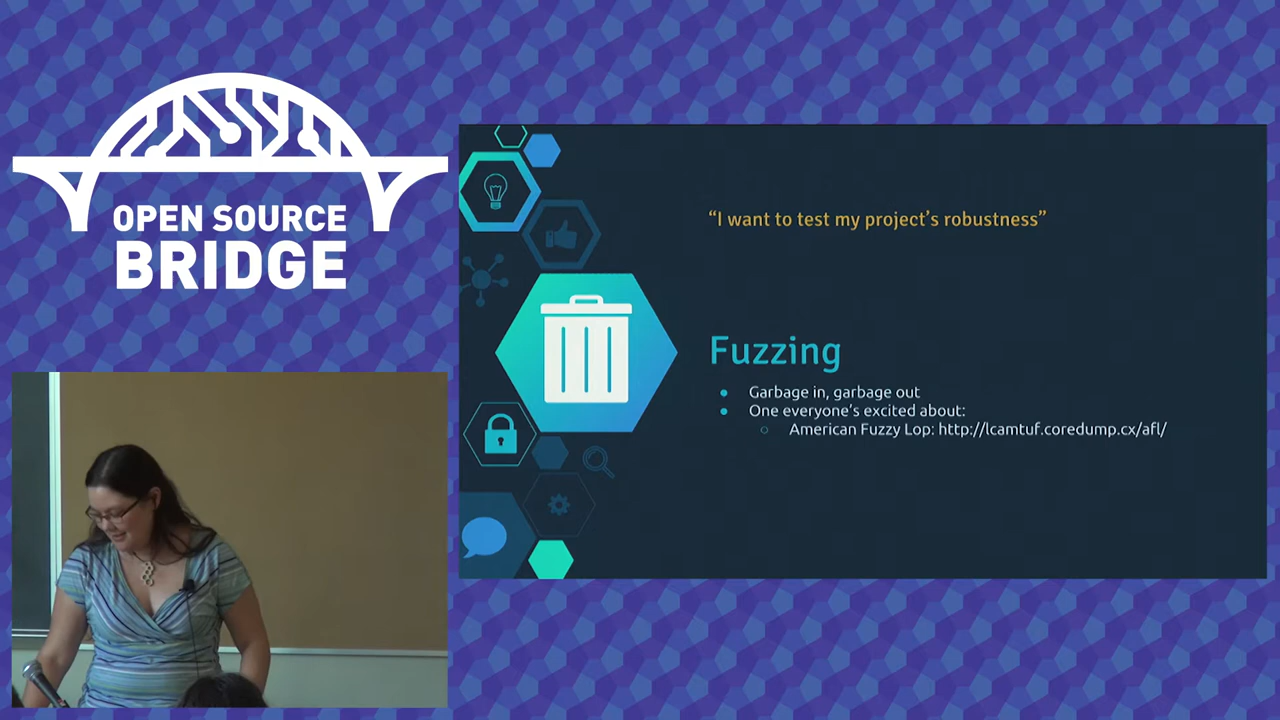 OPEN SOURCE
BRIDGE
“I want to test my project’s robustness”
Fuzzing
● Garbage in, garbage out
● One everyone’s excited about:
○ American Fuzzy Lop: http://lcamtuf.coredump.cx/afl/